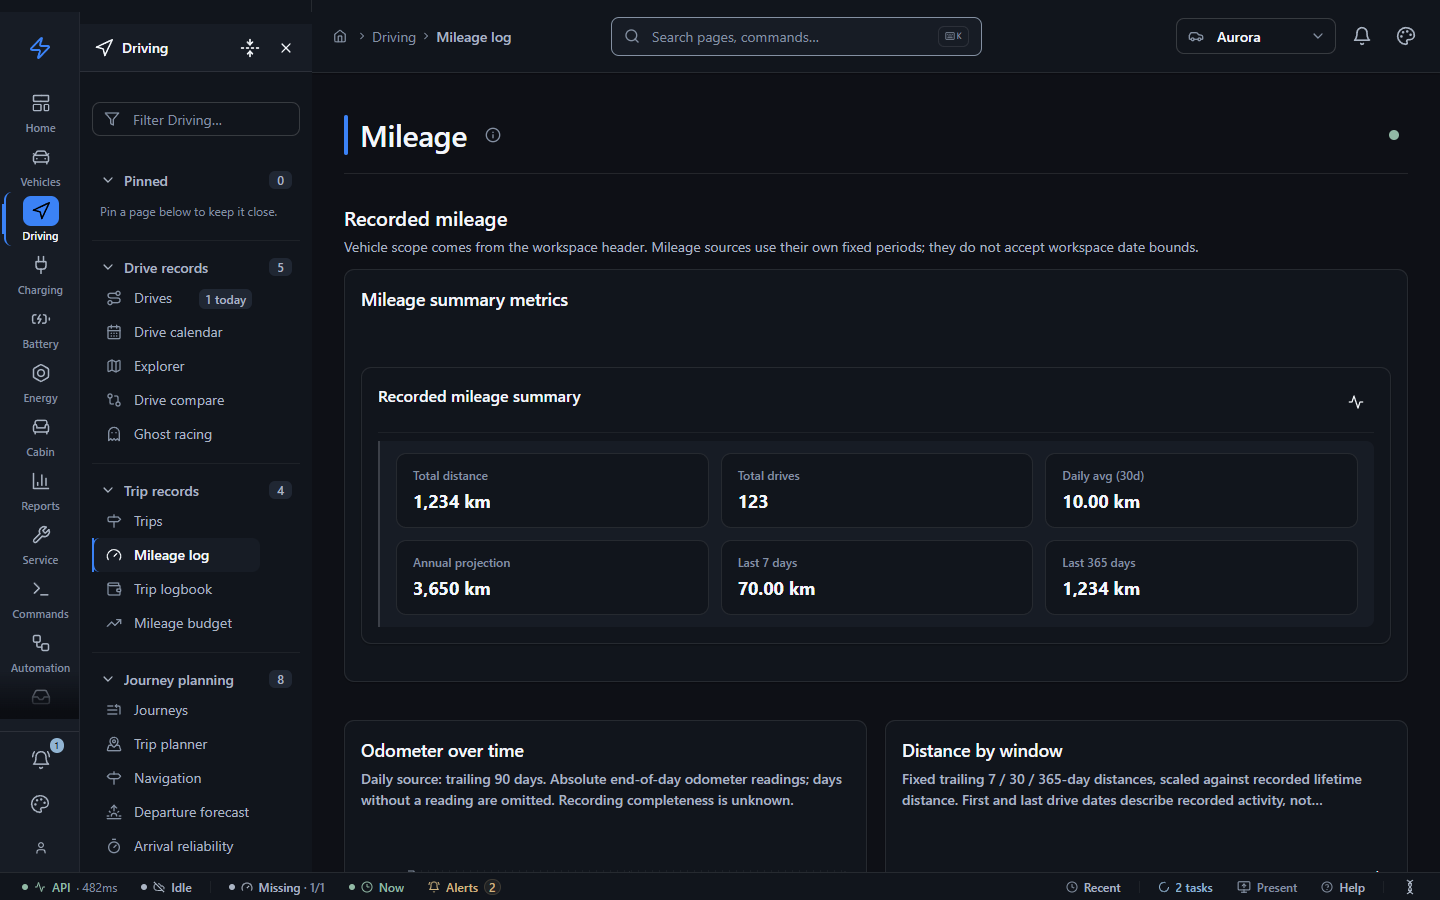 Driving
Driving
Mileage log
Search pages, commands...
K
Aurora
Home
Vehicles
Driving
Charging
Battery
Energy
Cabin
Reports
Service
Commands
Automation
1
Filter Driving...
Pinned
0
Pin a page below to keep it close.
Drive records
5
Drives
1 today
Drive calendar
Explorer
Drive compare
Ghost racing
Trip records
4
Trips
Mileage log
Trip logbook
Mileage budget
Journey planning
8
Journeys
Trip planner
Navigation
Departure forecast
Arrival reliability
Mileage
Recorded mileage
Vehicle scope comes from the workspace header. Mileage sources use their own fixed periods; they do not accept workspace date bounds.
Mileage summary metrics
Recorded mileage summary
Total distance
1,234 km
Total drives
123
Daily avg (30d)
10.00 km
Annual projection
3,650 km
Last 7 days
70.00 km
Last 365 days
1,234 km
Odometer over time
Daily source: trailing 90 days. Absolute end-of-day odometer readings; days
without a reading are omitted. Recording completeness is unknown.
Distance by window
Fixed trailing 7 / 30 / 365-day distances, scaled against recorded lifetime
distance. First and last drive dates describe recorded activity, not...
API · 482ms
Idle
Missing · 1/1
Now
Alerts 2
Recent
2 tasks
Present
Help